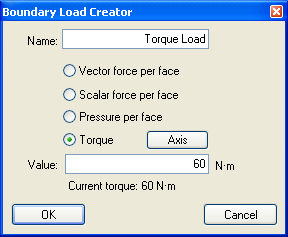 Boundary Load Creator
Name: Torque Load
Vector force per face
Scalar force per face
Pressure per face
Torque Axis
Value: 60 N·m
Current torque: 60 N·m
OK Cancel